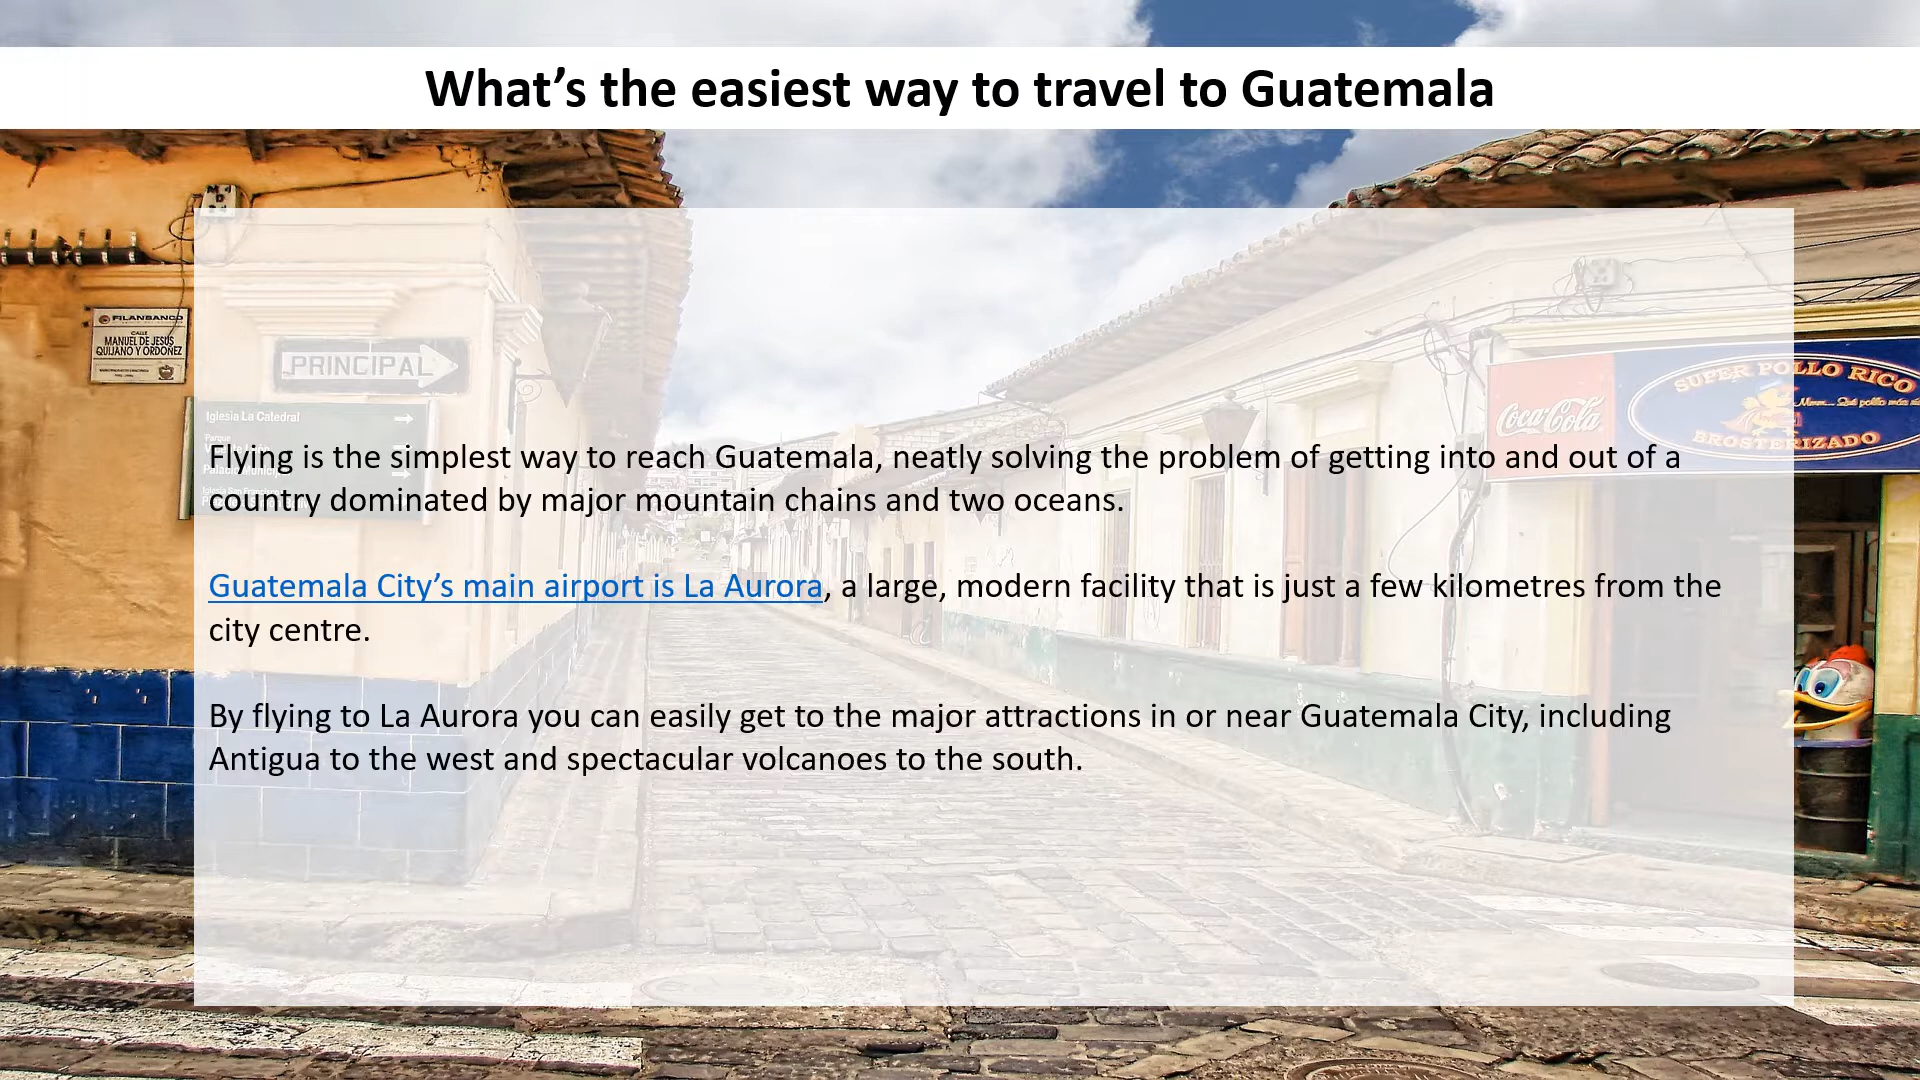 What’s the easiest way to travel to Guatemala
FILANBANCO
CALLE
MANUEL DE JESÚS
QUIJANO Y ORDOÑEZ
PRINCIPAL
Iglesia La Catedral
Parque
SUPER POLLO RICO
Coca-Cola
BROSTERIZADO
Flying is the simplest way to reach Guatemala, neatly solving the problem of getting into and out of a
country dominated by major mountain chains and two oceans.
Guatemala City’s main airport is La Aurora, a large, modern facility that is just a few kilometres from the
city centre.
By flying to La Aurora you can easily get to the major attractions in or near Guatemala City, including
Antigua to the west and spectacular volcanoes to the south.